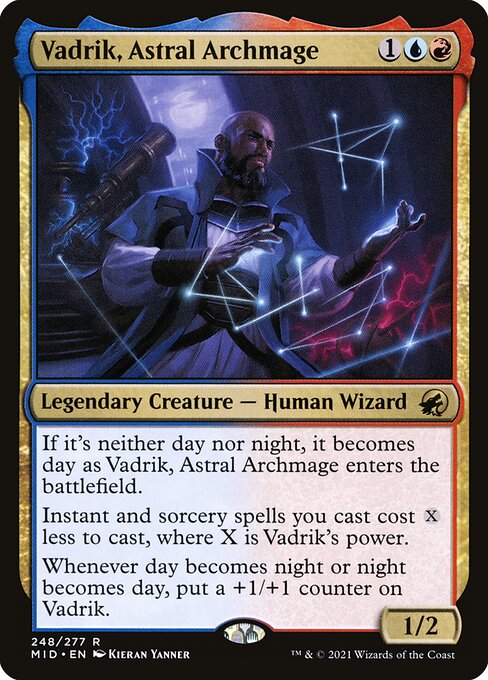 Vadrik, Astral Archmage 1
Legendary Creature — Human Wizard
If it's neither day nor night, it becomes
day as Vadrik, Astral Archmage enters the
battlefield.
Instant and sorcery spells you cast cost X
less to cast, where X is Vadrik's power.
Whenever day becomes night or night
becomes day, put a +1/+1 counter on
Vadrik.
1/2
248/277 R
MID • EN Kieran Yanner
™ & © 2021 Wizards of the Coast